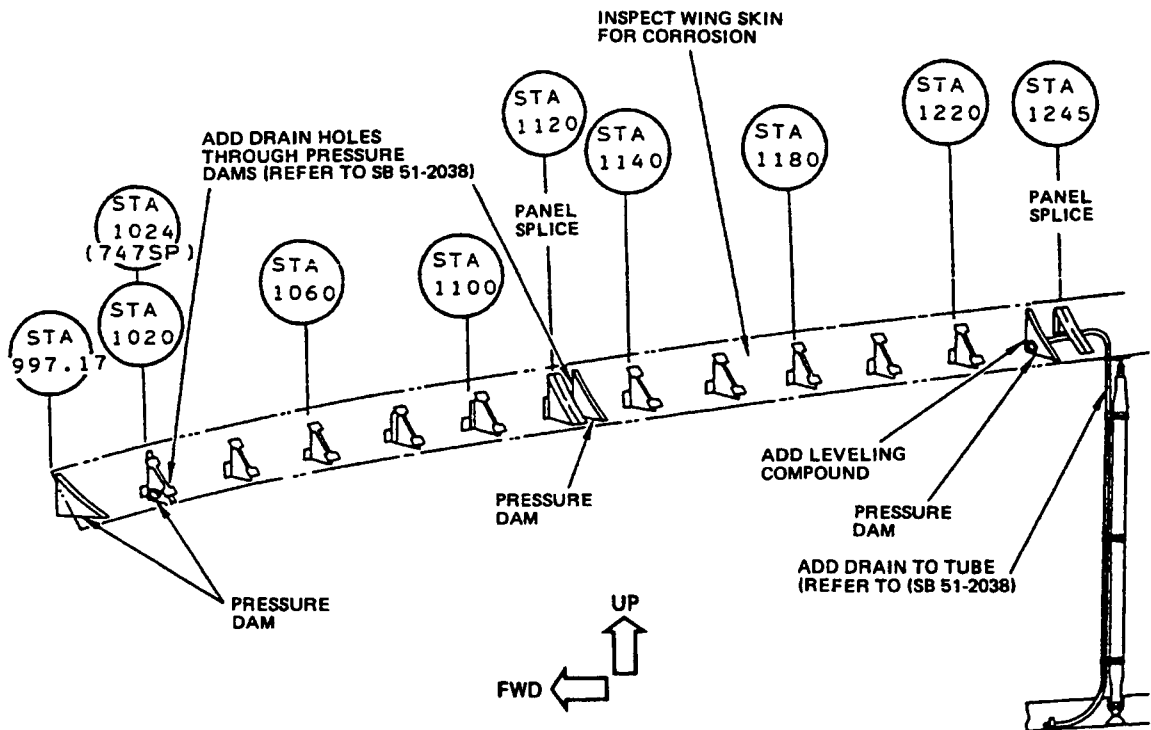 INSPECT WING SKIN
FOR CORROSION
STA
1220
STA
1245
STA
1120
STA
1140
STA
1180
ADD DRAIN HOLES
THROUGH PRESSURE
DAMS (REFER TO SB 51-2038)
PANEL
SPLICE
PANEL
SPLICE
STA
1024
(747SP)
STA
1060
STA
1100
STA
1020
STA
997.17
ADD LEVELING
COMPOUND
PRESSURE
DAM
PRESSURE
DAM
ADD DRAIN TO TUBE
(REFER TO (SB 51-2038)
PRESSURE
DAM
UP
FWD